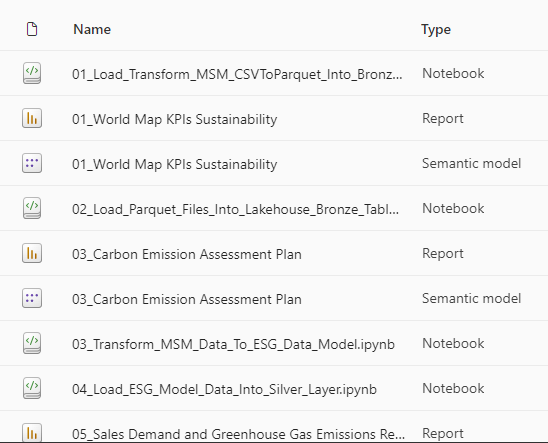 Name Type
01_Load_Transform_MSM_CSVToParquet_Into_Bronz... Notebook
01_World Map KPIs Sustainability Report
01_World Map KPIs Sustainability Semantic model
02_Load_Parquet_Files_Into_Lakehouse_Bronze_Tabl... Notebook
03_Carbon Emission Assessment Plan Report
03_Carbon Emission Assessment Plan Semantic model
03_Transform_MSM_Data_To_ESG_Data_Model.ipynb Notebook
04_Load_ESG_Model_Data_Into_Silver_Layer.ipynb Notebook
05_Sales Demand and Greenhouse Gas Emissions Re... Report